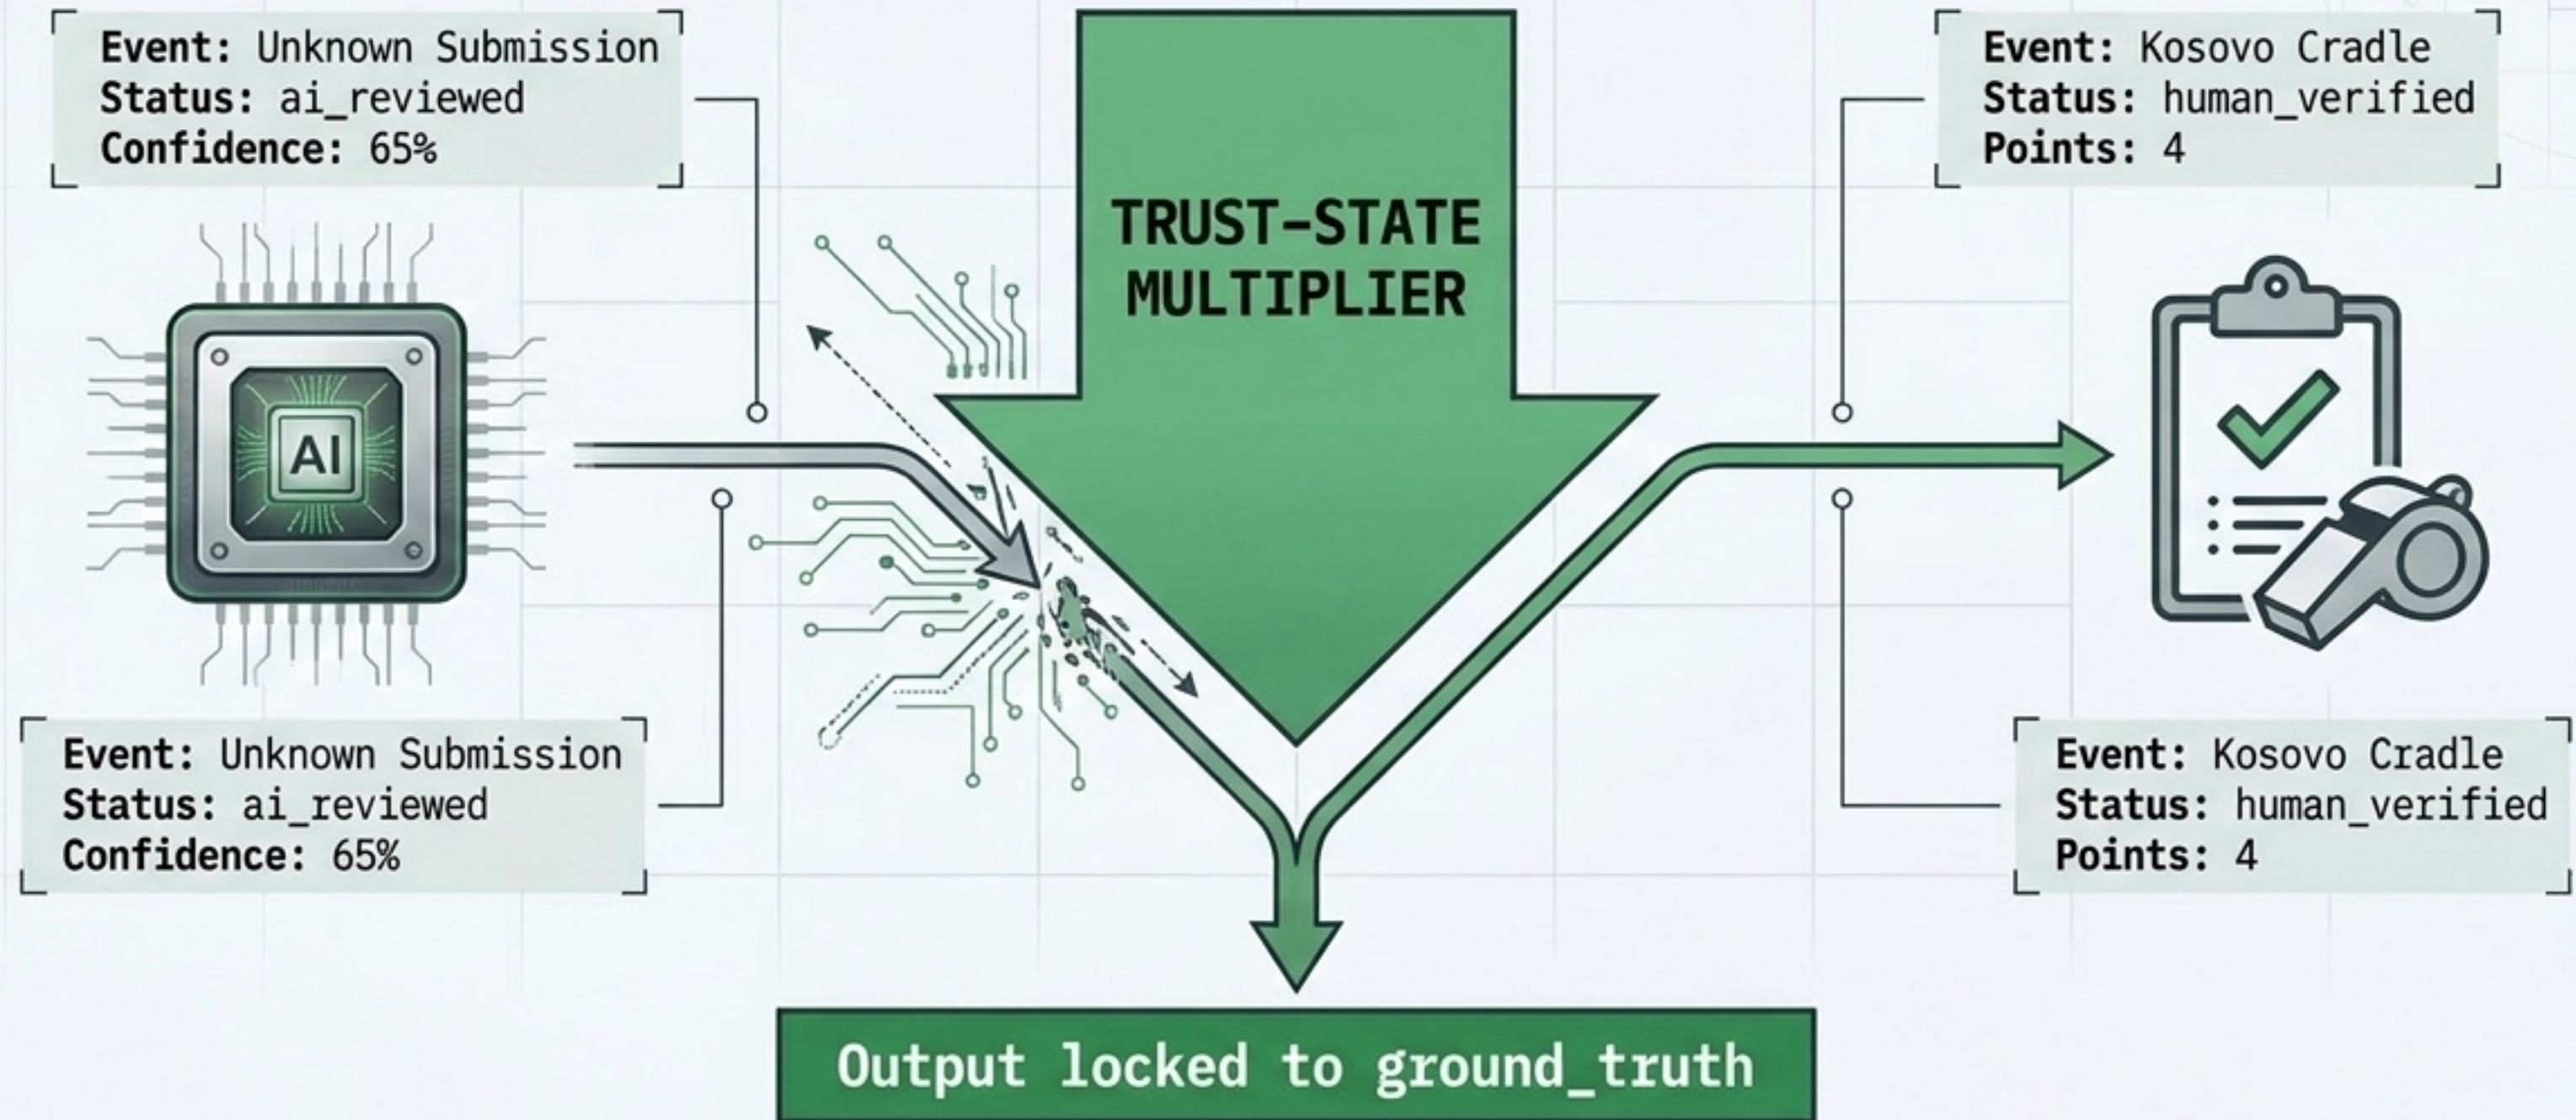 Event: Unknown Submission
Status: ai_reviewed
Confidence: 65%
TRUST-STATE
MULTIPLIER
Event: Kosovo Cradle
Status: human_verified
Points: 4
AI
Event: Unknown Submission
Status: ai_reviewed
Confidence: 65%
Event: Kosovo Cradle
Status: human_verified
Points: 4
Output locked to ground_truth